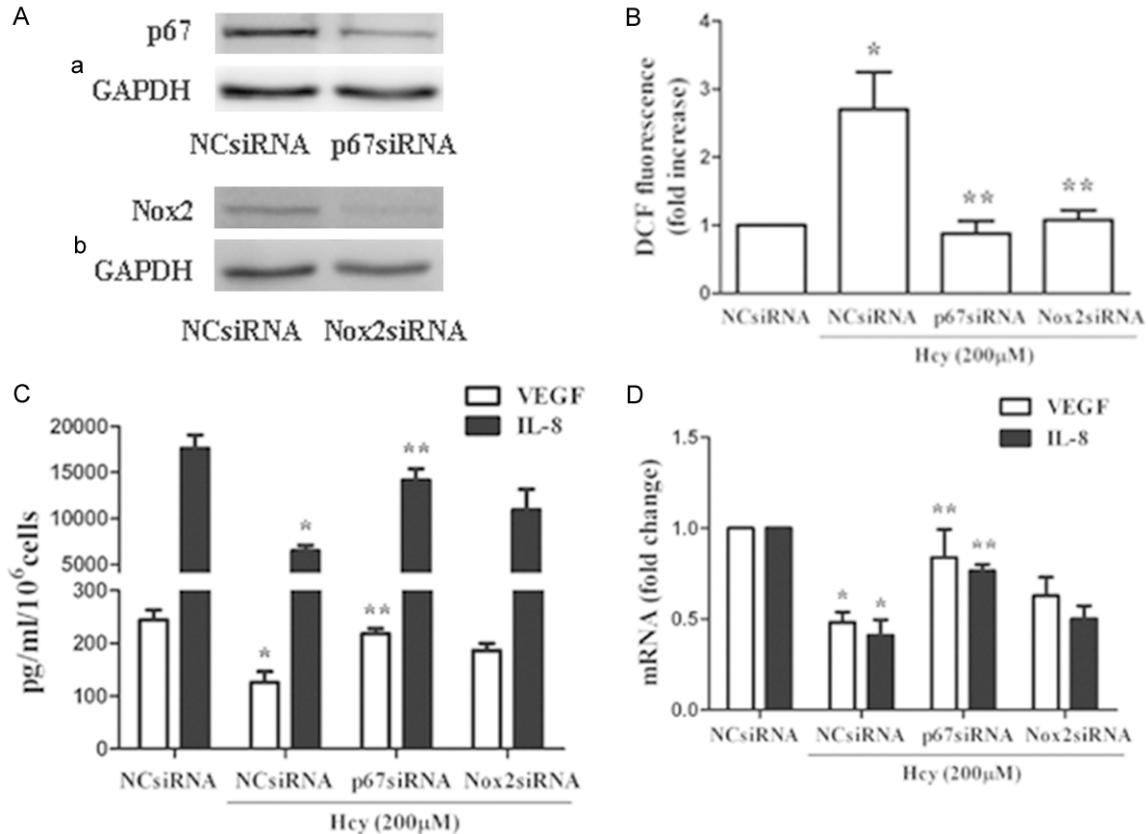 A
p67
a
GAPDH
NCsiRNA p67siRNA
Nox2
b
GAPDH
NCsiRNA Nox2siRNA
B
DCF fluorescence
(fold increase)
4
3
2
1
0
*
**
**
NCsiRNA NCsiRNA p67siRNA Nox2siRNA
Hcy (200μM)
C
VEGF
IL-8
pg/ml/10⁶cells
20000
15000
10000
5000
300
200
100
0
*
*
**
**
NCsiRNA NCsiRNA p67siRNA Nox2siRNA
Hcy (200μM)
D
VEGF
IL-8
mRNA (fold change)
1.5
1.0
0.5
0.0
*
*
**
**
NCsiRNA NCsiRNA p67siRNA Nox2siRNA
Hcy (200μM)